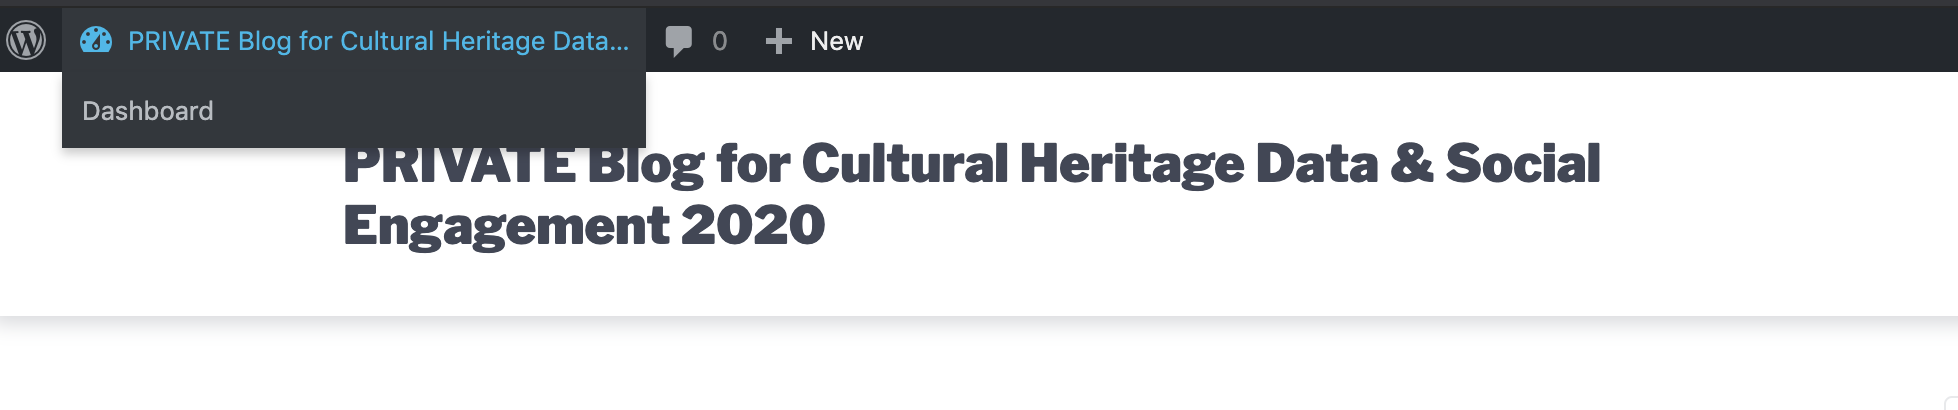 PRIVATE Blog for Cultural Heritage Data... 0 New
Dashboard
PRIVATE Blog for Cultural Heritage Data & Social
Engagement 2020